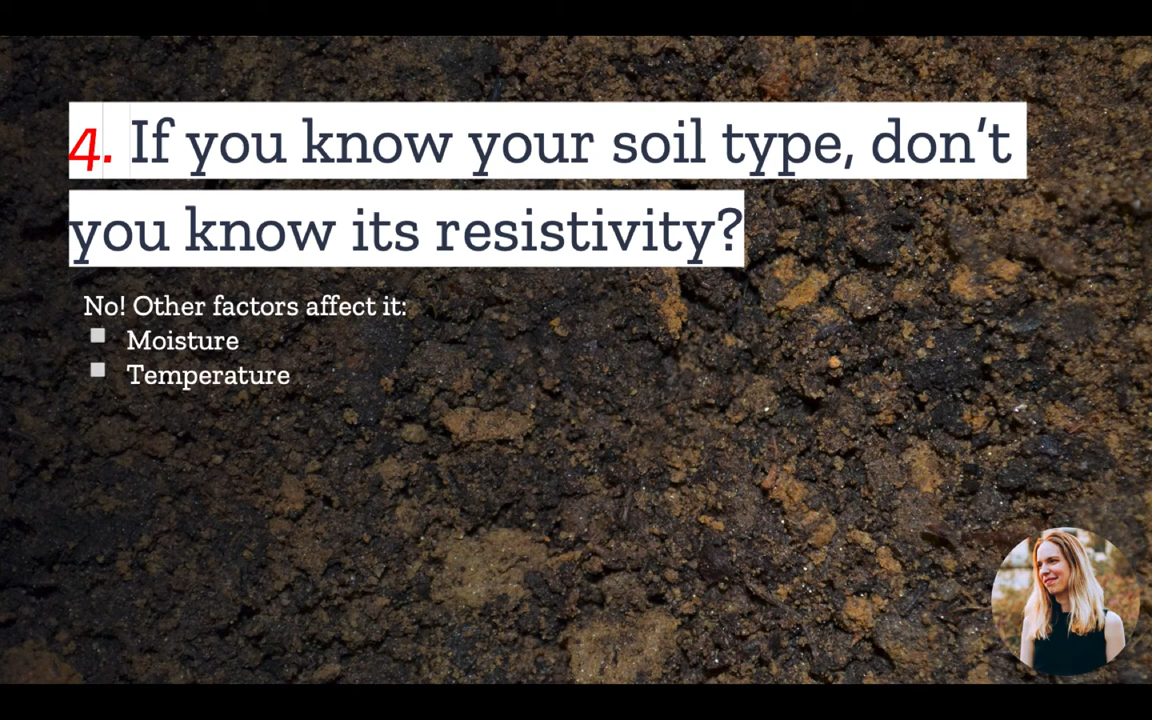 4. If you know your soil type, don’t
you know its resistivity?
No! Other factors affect it:
Moisture
Temperature